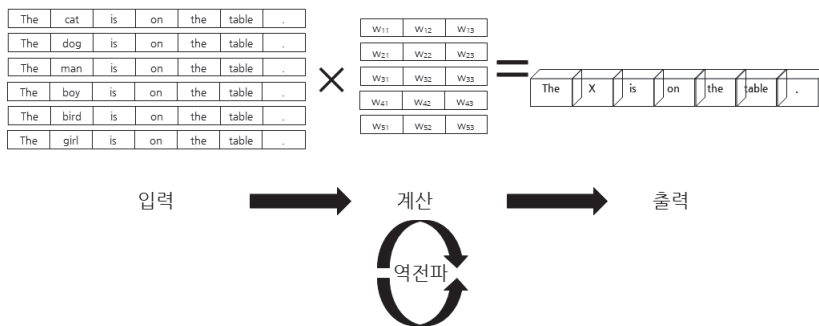 The cat is on the table .
The dog is on the table .
The man is on the table .
The boy is on the table .
The bird is on the table .
The girl is on the table .
×
w₁₁ w₁₂ w₁₃
w₂₁ w₂₂ w₂₃
w₃₁ w₃₂ w₃₃
w₄₁ w₄₂ w₄₃
w₅₁ w₅₂ w₅₃
=
The X is on the table .
입력 계산 출력
역전파